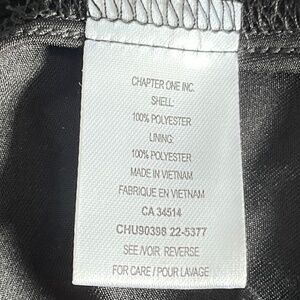 CHAPTER ONE INC.
SHELL:
100% POLYESTER
LINING:
100% POLYESTER
MADE IN VIETNAM
FABRIQUE EN VIETNAM
CA 34514
CHU90398 22-5377
SEE/VOIR REVERSE
FOR CARE / POUR LAVAGE